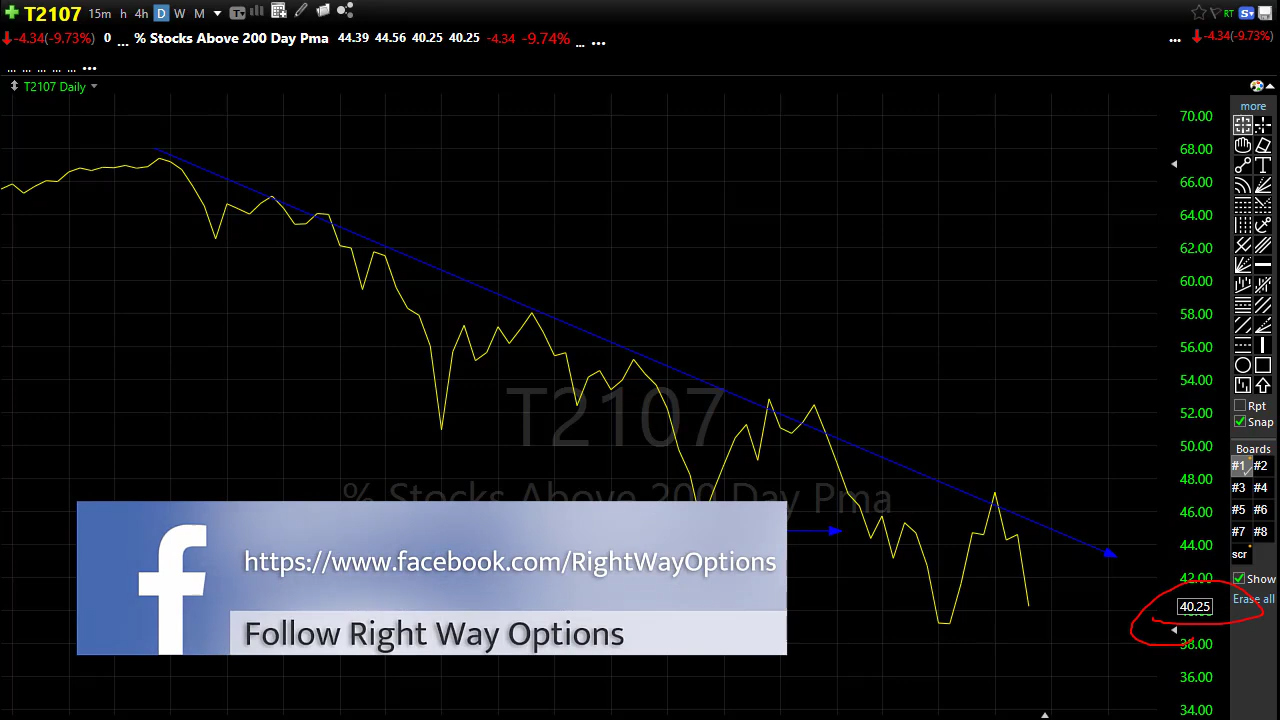 T2107 15m h 4h D W M T
RT S
-4.34(-9.73%) 0 ... % Stocks Above 200 Day Pma 44.39 44.56 40.25 40.25 -4.34 -9.74% ... ...
... -4.34(-9.73%)
... ... ... ... ... ...
T2107 Daily
more
70.00
68.00
66.00
64.00
62.00
60.00
58.00
56.00
54.00
52.00
50.00
48.00
46.00
44.00
42.00
40.25
38.00
36.00
34.00
T2107
% Stocks Above 200 Day Pma
https://www.facebook.com/RightWayOptions
Follow Right Way Options
T
Rpt
Snap
Boards
#1 #2
#3 #4
#5 #6
#7 #8
scr
Show
Erase all